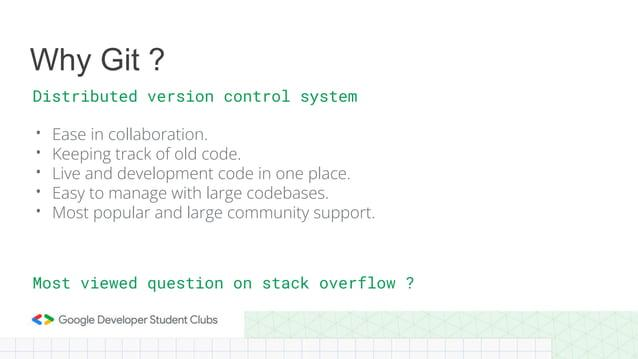 Why Git ?
Distributed version control system
• Ease in collaboration.
• Keeping track of old code.
• Live and development code in one place.
• Easy to manage with large codebases.
• Most popular and large community support.
Most viewed question on stack overflow ?
Google Developer Student Clubs